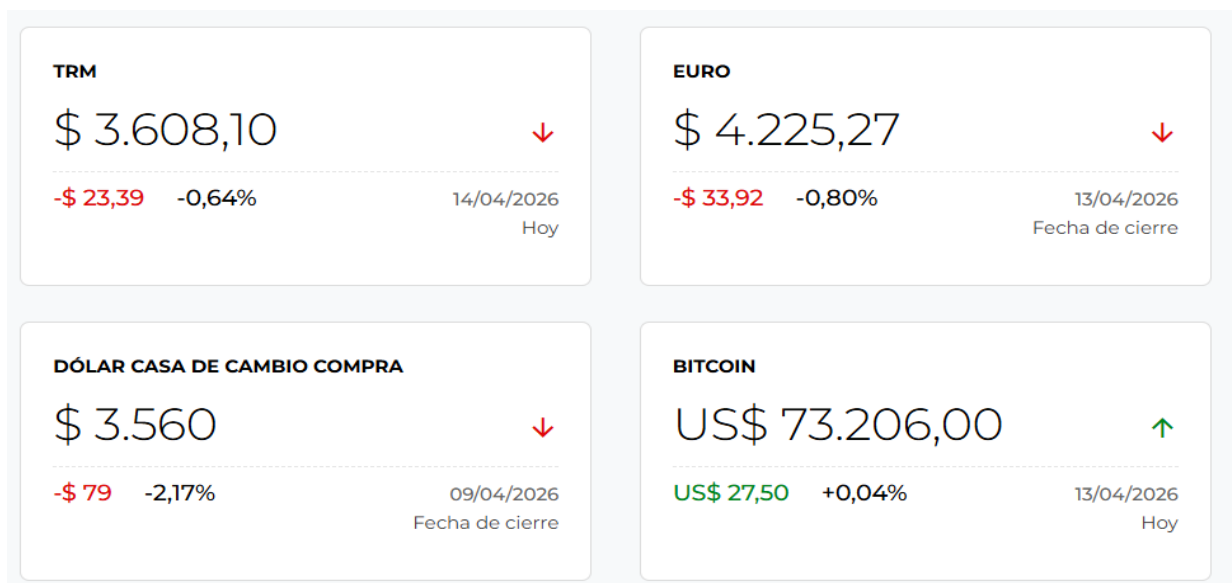 TRM
$ 3.608,10
-$ 23,39 -0,64% 14/04/2026
Hoy
EURO
$ 4.225,27
-$ 33,92 -0,80% 13/04/2026
Fecha de cierre
DÓLAR CASA DE CAMBIO COMPRA
$ 3.560
-$ 79 -2,17% 09/04/2026
Fecha de cierre
BITCOIN
US$ 73.206,00
US$ 27,50 +0,04% 13/04/2026
Hoy